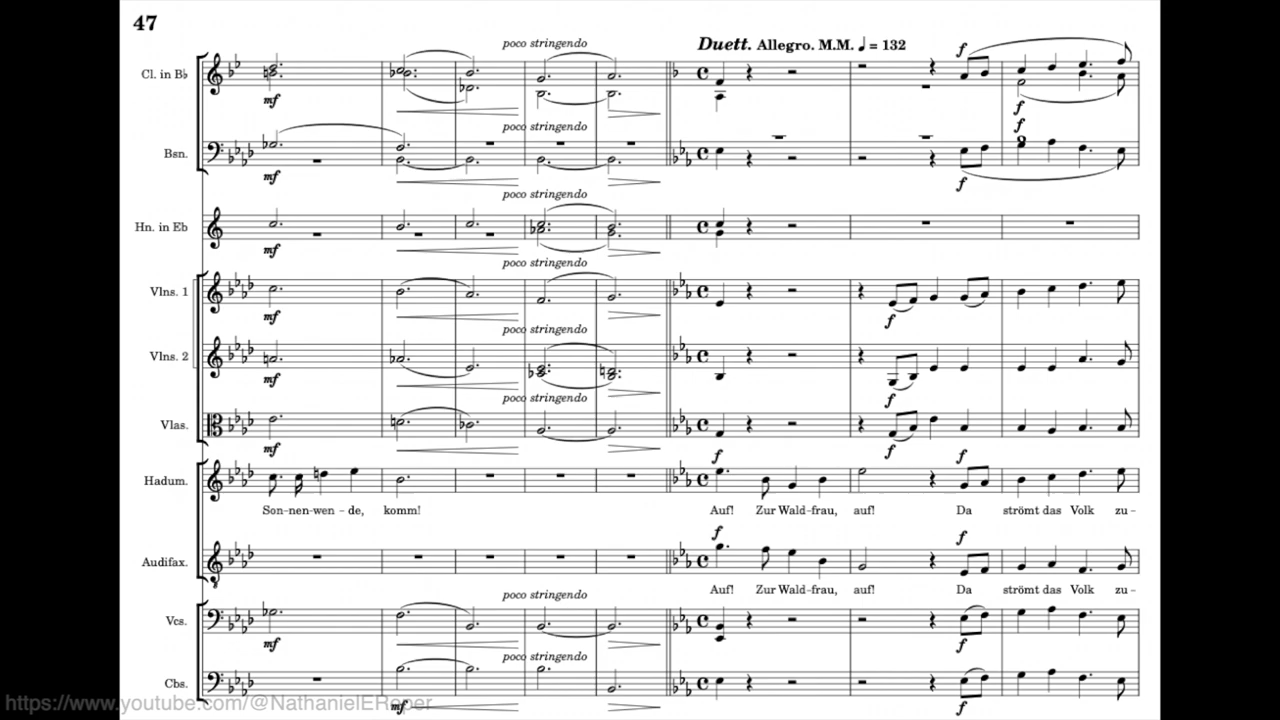 47
poco stringendo
Duett. Allegro. M.M. ♩ = 132
Cl. in B♭
f
mf
f
poco stringendo
f
Bsn.
mf
f
poco stringendo
Hn. in E♭
mf
poco stringendo
Vlns. 1
mf
f
poco stringendo
Vlns. 2
mf
f
poco stringendo
Vlas.
mf
f
f f
Hadum.
Son-nen-wen - de, komm! Auf! Zur Wald-frau, auf! Da strömt das Volk zu -
f f
Audifax.
Auf! Zur Wald-frau, auf! Da strömt das Volk zu -
poco stringendo
Vcs.
mf
f
poco stringendo
Cbs.
mf
f
https://www.youtube.com/@NathanielERoper